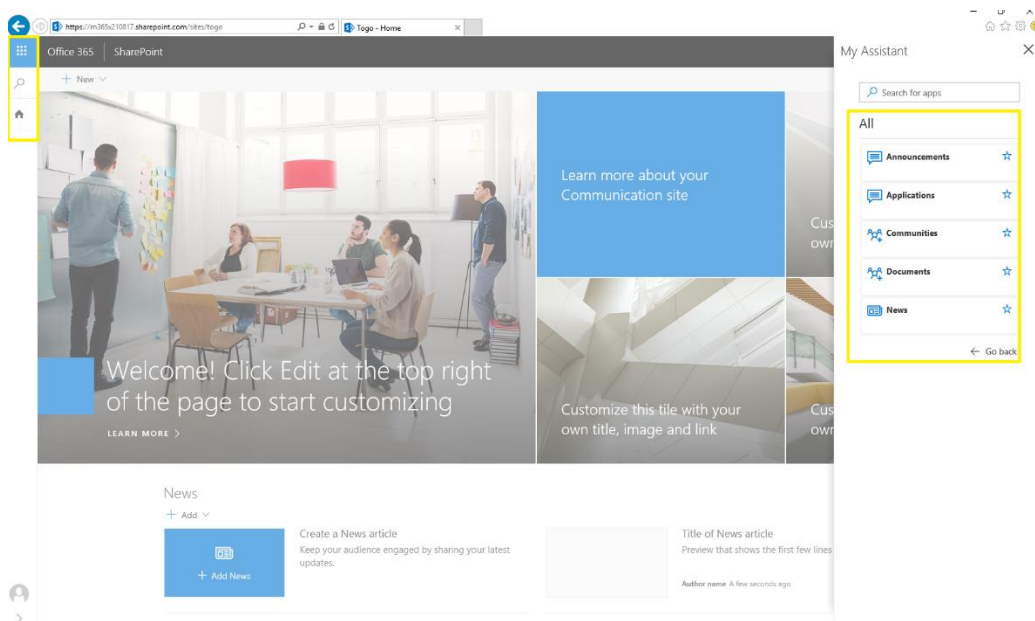 https://m365x210817.sharepoint.com/sites/togo
Togo - Home
Office 365
SharePoint
My Assistant
+ New
Search for apps
All
Announcements
Applications
Communities
Documents
News
Go back
Learn more about your
Communication site
Cus
own
Welcome! Click Edit at the top right
of the page to start customizing
LEARN MORE
Customize this tile with your
own title, image and link
Cus
own
News
+ Add
+ Add News
Create a News article
Keep your audience engaged by sharing your latest
updates.
Title of News article
Preview that shows the first few lines
Author name A few seconds ago